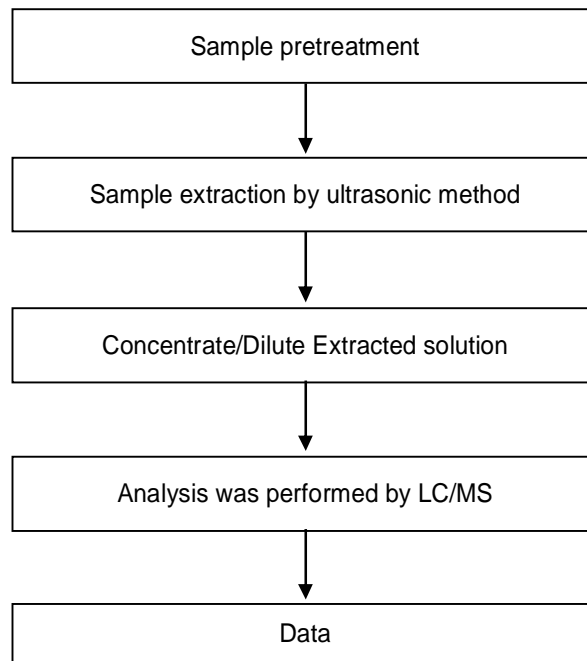 Sample pretreatment
Sample extraction by ultrasonic method
Concentrate/Dilute Extracted solution
Analysis was performed by LC/MS
Data